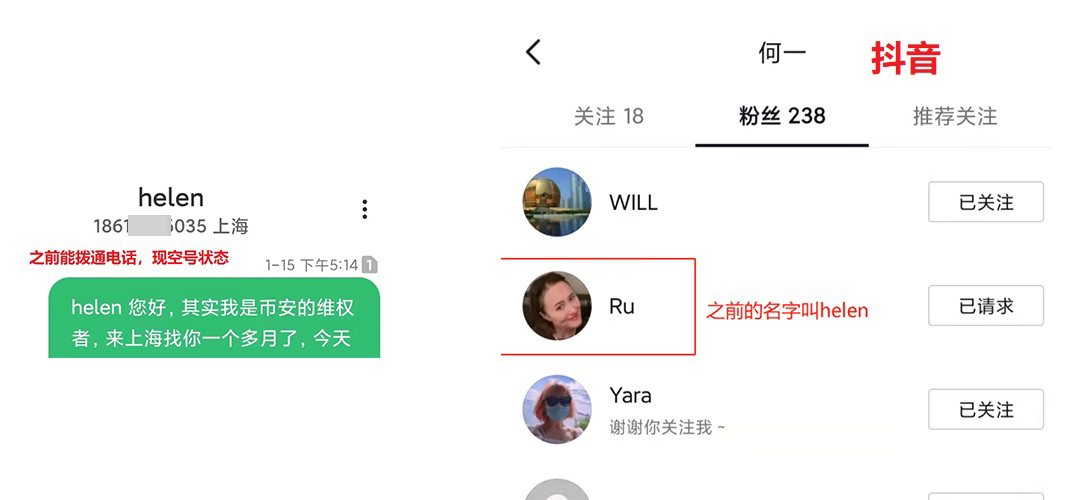 helen
1861 5035 上海
之前能拨通电话，现空号状态
1-15 下午5:14 1
helen 您好，其实我是币安的维权
者，来上海找你一个多月了，今天
何一
抖音
关注 18
粉丝 238
推荐关注
WILL
已关注
Ru
之前的名字叫helen
已请求
Yara
谢谢你关注我 ~
已关注